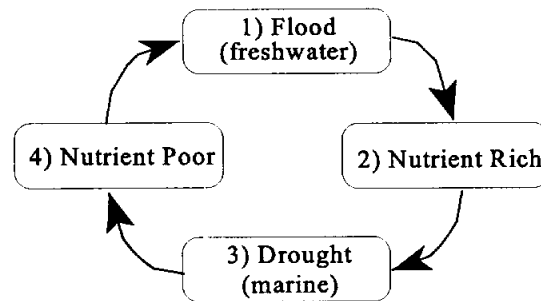 1) Flood
(freshwater)
2) Nutrient Rich
3) Drought
(marine)
4) Nutrient Poor